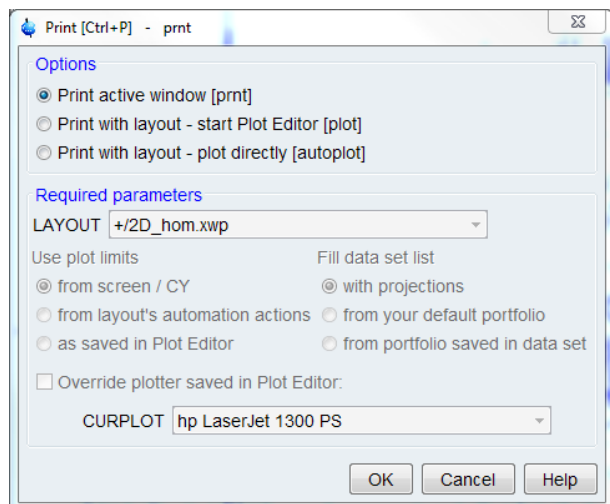 Print [Ctrl+P] - prnt
Options
Print active window [prnt]
Print with layout - start Plot Editor [plot]
Print with layout - plot directly [autoplot]
Required parameters
LAYOUT +/2D_hom.xwp
Use plot limits Fill data set list
from screen / CY with projections
from layout's automation actions from your default portfolio
as saved in Plot Editor from portfolio saved in data set
Override plotter saved in Plot Editor:
CURPLOT hp LaserJet 1300 PS
OK Cancel Help